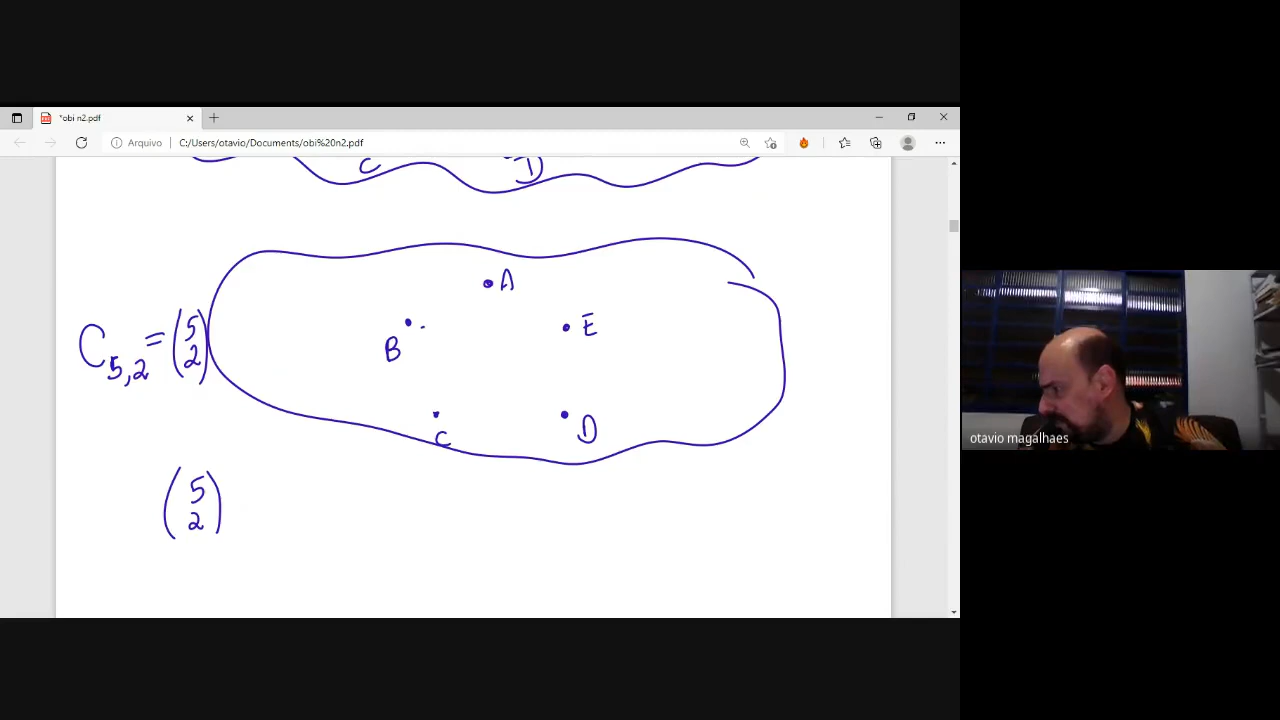 *obi n2.pdf
Arquivo
C:/Users/otavio/Documents/obi%20n2.pdf
C
D
A
B
E
C
D
C5,2 = (5
2)
(5
2)
otavio magalhaes